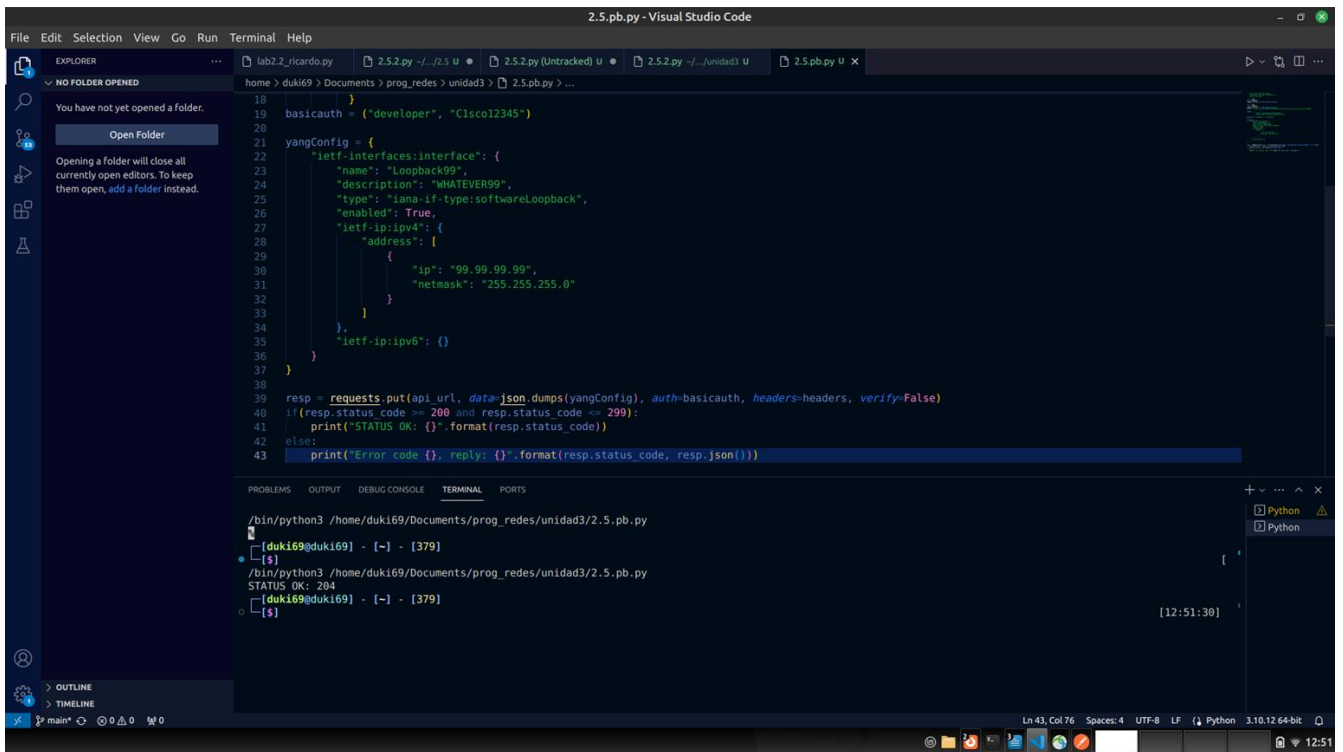 2.5.pb.py - Visual Studio Code
File Edit Selection View Go Run Terminal Help
EXPLORER
NO FOLDER OPENED
You have not yet opened a folder.
Open Folder
Opening a folder will close all
currently open editors. To keep
them open, add a folder instead.
OUTLINE
TIMELINE
lab2.2_ricardo.py 2.5.2.py ~/.../2.5 U 2.5.2.py (Untracked) U 2.5.2.py ~/.../unidad3 U 2.5.pb.py U
home > duki69 > Documents > prog_redes > unidad3 > 2.5.pb.py > ...
18 }
19 basicauth = ("developer", "C1sco12345")
20
21 yangConfig = {
22 "ietf-interfaces:interface": {
23 "name": "Loopback99",
24 "description": "WHATEVER99",
25 "type": "iana-if-type:softwareLoopback",
26 "enabled": True,
27 "ietf-ip:ipv4": {
28 "address": [
29 {
30 "ip": "99.99.99.99",
31 "netmask": "255.255.255.0"
32 }
33 ]
34 },
35 "ietf-ip:ipv6": {}
36 }
37 }
38
39 resp = requests.put(api_url, data=json.dumps(yangConfig), auth=basicauth, headers=headers, verify=False)
40 if(resp.status_code >= 200 and resp.status_code <= 299):
41 print("STATUS OK: {}".format(resp.status_code))
42 else:
43 print("Error code {}, reply: {}".format(resp.status_code, resp.json()))
PROBLEMS OUTPUT DEBUG CONSOLE TERMINAL PORTS
/bin/python3 /home/duki69/Documents/prog_redes/unidad3/2.5.pb.py
%
[duki69@duki69] - [~] - [379]
[$] [
/bin/python3 /home/duki69/Documents/prog_redes/unidad3/2.5.pb.py
STATUS OK: 204
[duki69@duki69] - [~] - [379]
[$] [12:51:30]
Python
Python
main* 0 0 0 Ln 43, Col 76 Spaces: 4 UTF-8 LF Python 3.10.12 64-bit
12:51